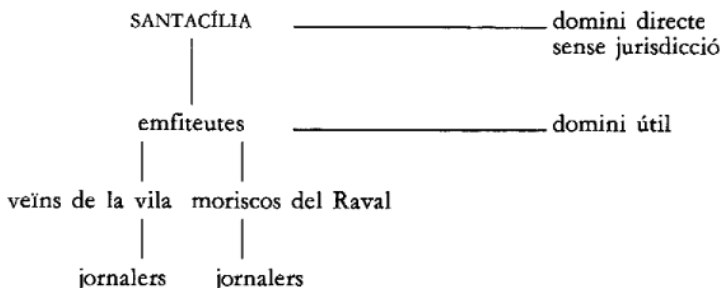 SANTACÍLIA domini directe
sense jurisdicció
emfiteutes domini útil
veïns de la vila moriscos del Raval
jornalers jornalers